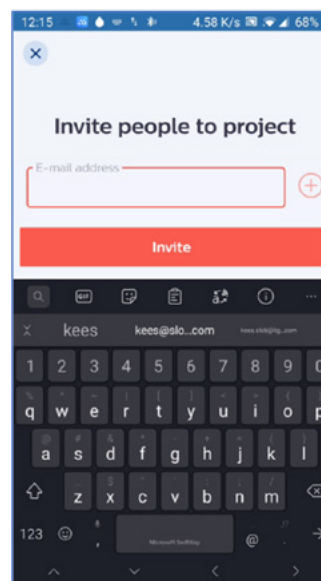 12:15 4.58 K/s 68%
Invite people to project
E-mail address
Invite
GIF
kees kees@slo...com
1 2 3 4 5 6 7 8 9 0
q w e r t y u i o p
a s d f g h j k l
z x c v b n m
123 , Microsoft SwiftKey @ .